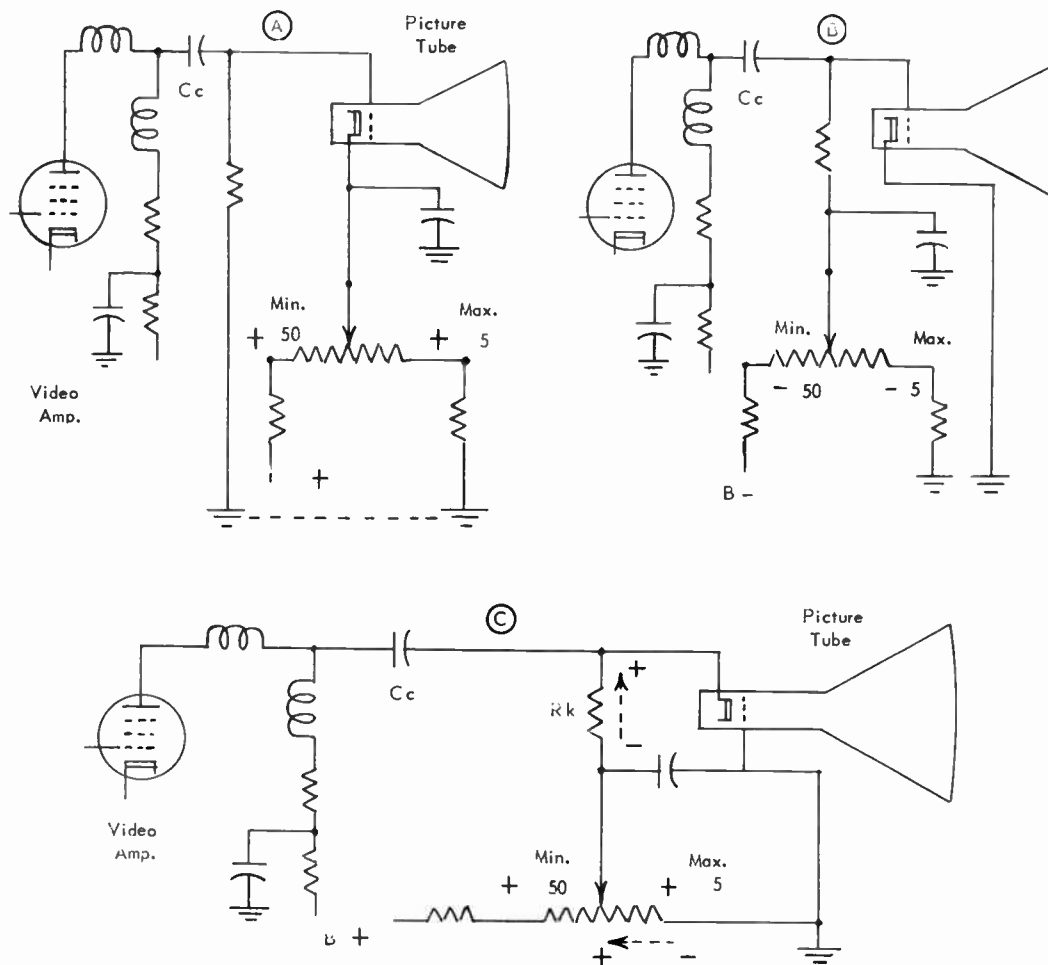 A
Picture
Tube
Cc
Min.
Max.
+ 50 + 5
Video
Amp.
+
B
Cc
Min.
Max.
- 50 - 5
B -
C
Picture
Tube
Cc
Rk
+
-
Video
Amp.
Min.
Max.
+ 50 + 5
B +
+ -